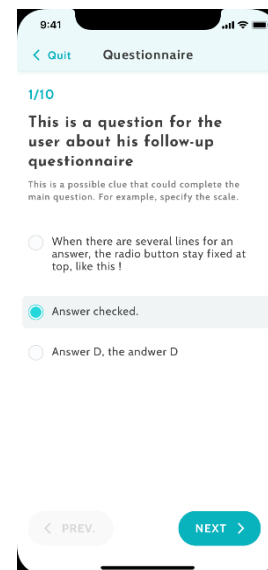 9:41
Quit Questionnaire
1/10
This is a question for the
user about his follow-up
questionnaire
This is a possible clue that could complete the
main question. For example, specify the scale.
When there are several lines for an
answer, the radio button stay fixed at
top, like this !
Answer checked.
Answer D, the andwer D
PREV. NEXT